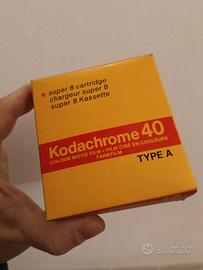 super 8 cartridge
chargeur super 8
super 8 Kassette
Kodachrome 40
COLOUR MOVIE FILM • FILM CINÉ EN COULEURS
FARBFILM
TYPE A
Subito